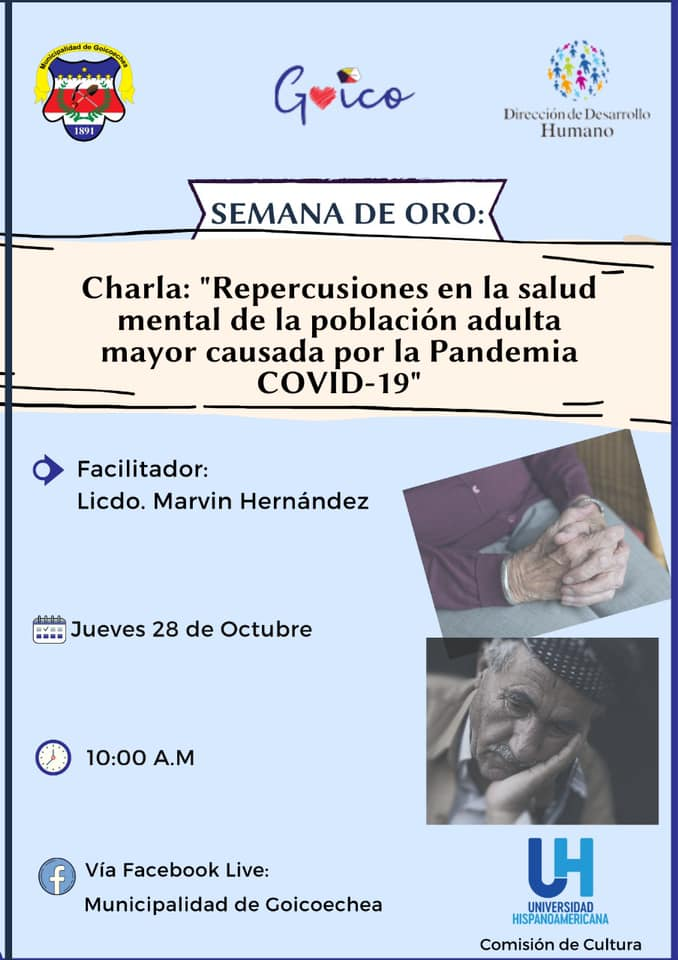 Municipalidad de Goicoechea
1891
Goico
Dirección de Desarrollo
Humano
SEMANA DE ORO:
Charla: "Repercusiones en la salud
mental de la población adulta
mayor causada por la Pandemia
COVID-19"
Facilitador:
Licdo. Marvin Hernández
Jueves 28 de Octubre
10:00 A.M
Vía Facebook Live:
Municipalidad de Goicoechea
UH
UNIVERSIDAD
HISPANOAMERICANA
Comisión de Cultura